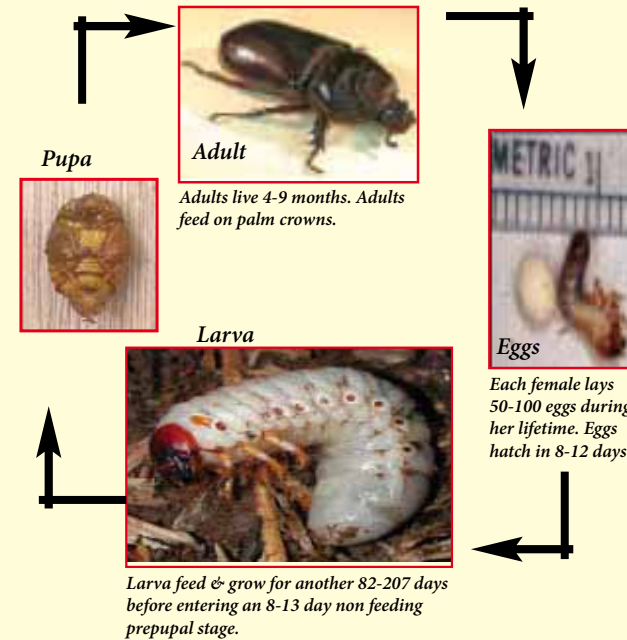 Adult
Adults live 4-9 months. Adults
feed on palm crowns.
METRIC 1
Eggs
Each female lays
50-100 eggs during
her lifetime. Eggs
hatch in 8-12 days
Larva
Larva feed & grow for another 82-207 days
before entering an 8-13 day non feeding
prepupal stage.
Pupa